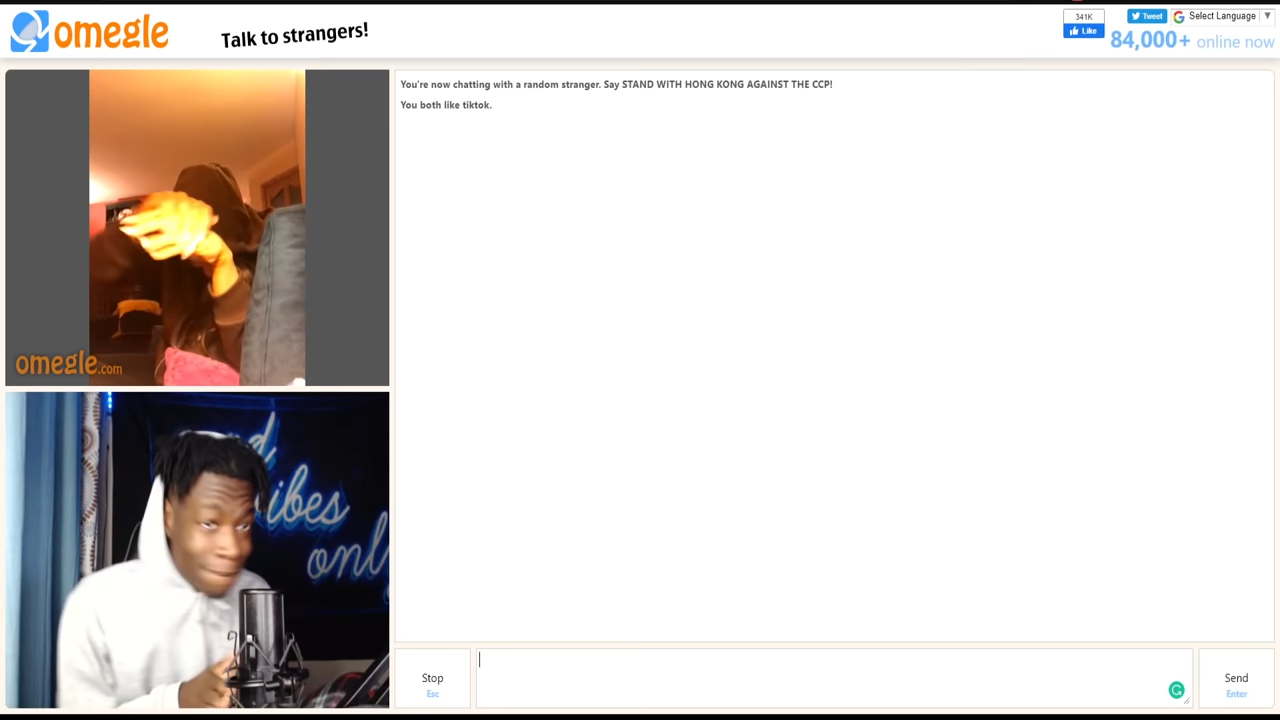 omegle
Talk to strangers!
341K
Like
Tweet
Select Language
84,000+ online now
You're now chatting with a random stranger. Say STAND WITH HONG KONG AGAINST THE CCP!
You both like tiktok.
omegle.com
ibes
onl
Stop
Esc
Send
Enter